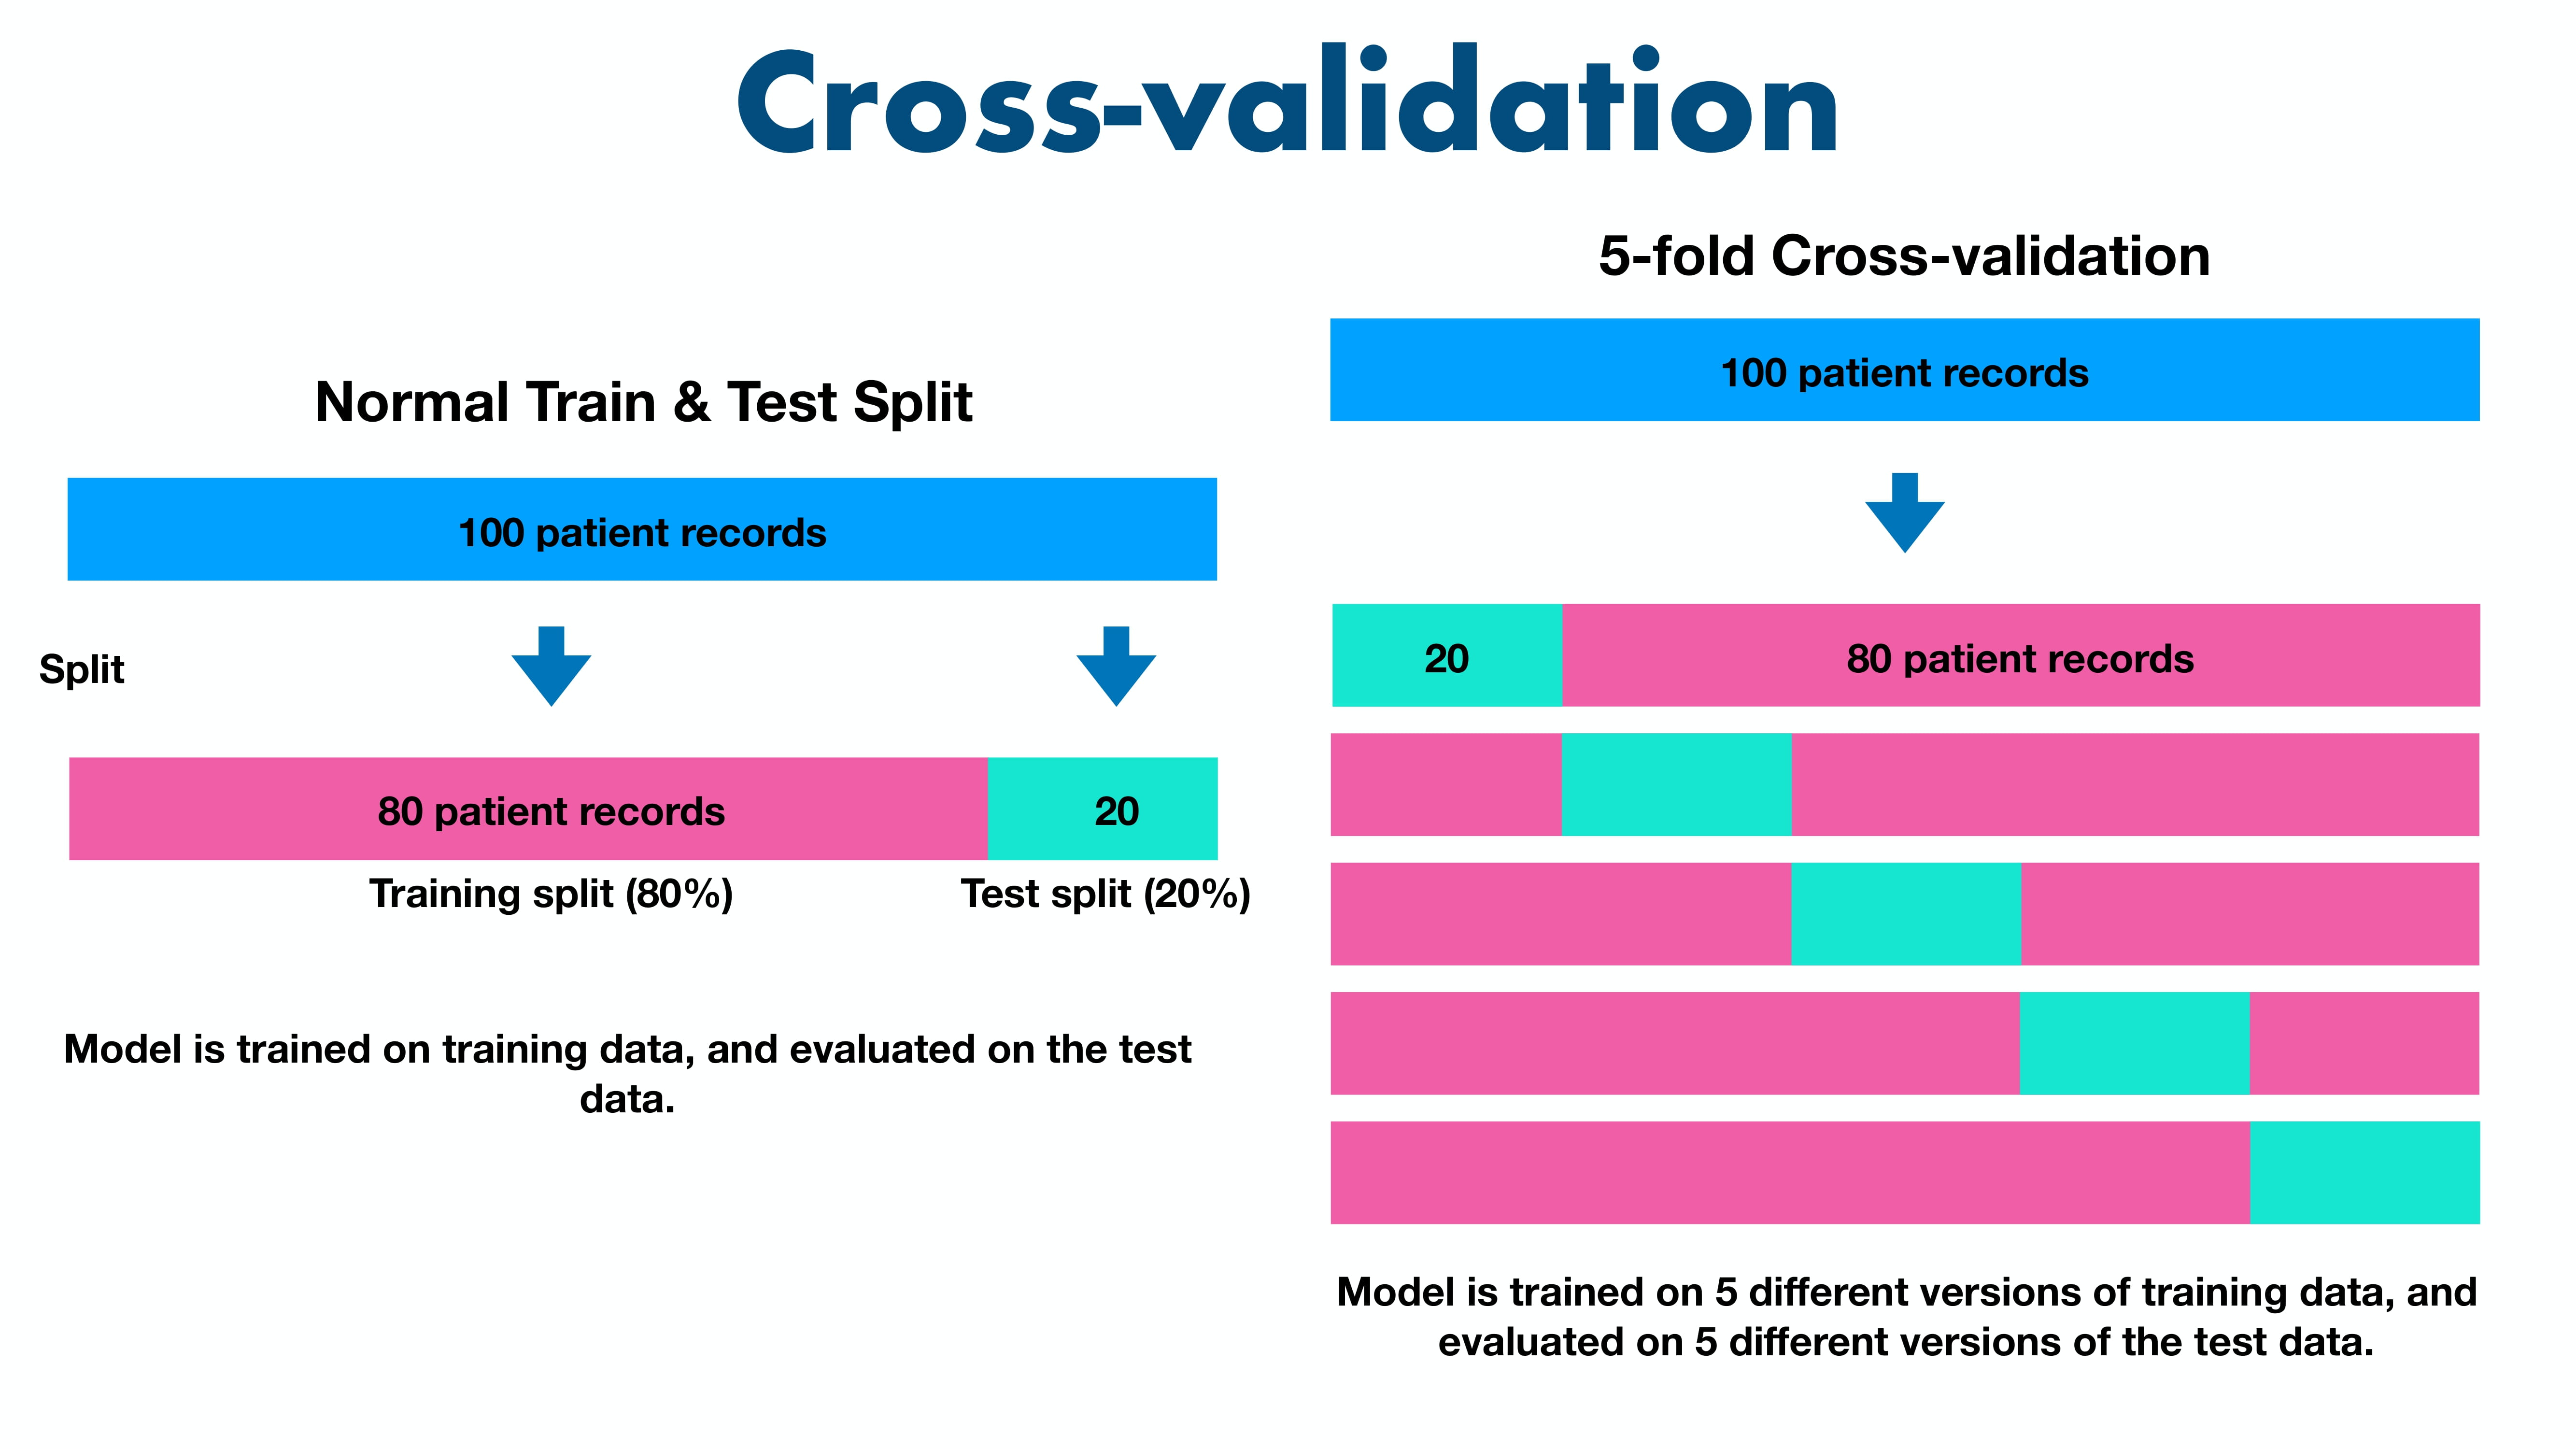 Cross-validation
Normal Train & Test Split
100 patient records
Split
80 patient records
20
Training split (80%)
Test split (20%)
Model is trained on training data, and evaluated on the test
data.
5-fold Cross-validation
100 patient records
20
80 patient records
Model is trained on 5 different versions of training data, and
evaluated on 5 different versions of the test data.